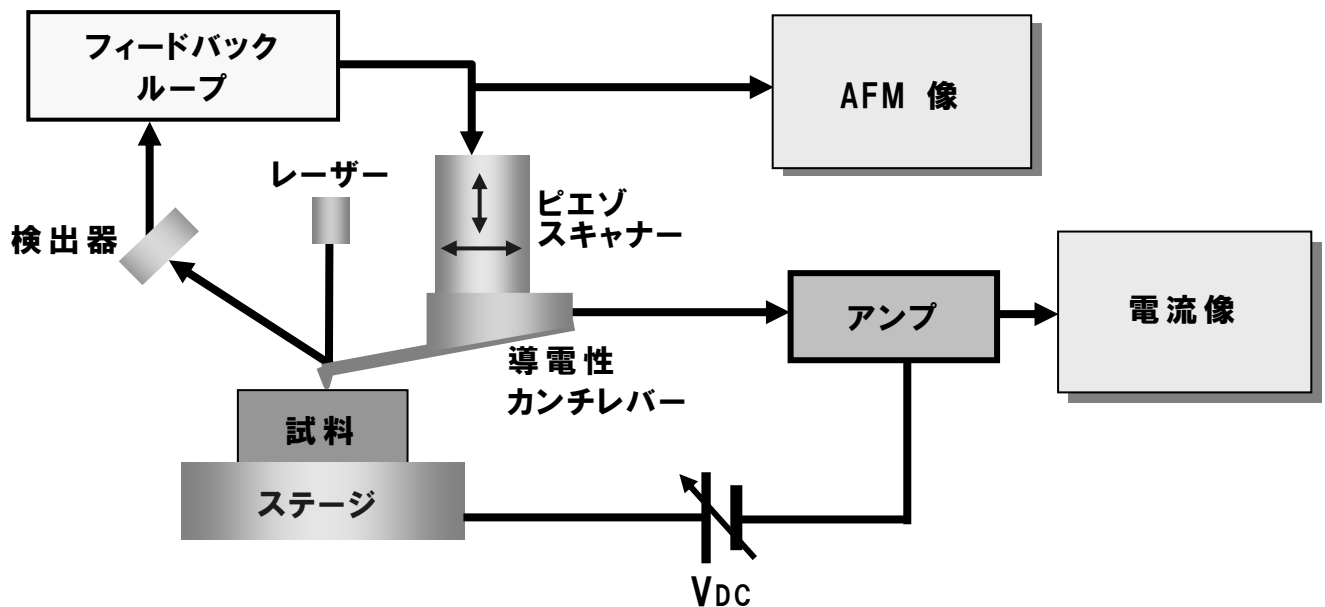 フィードバック
ループ
AFM 像
レーザー
ピエゾ
スキャナー
検出器
アンプ
電流像
導電性
カンチレバー
試料
ステージ
VDC